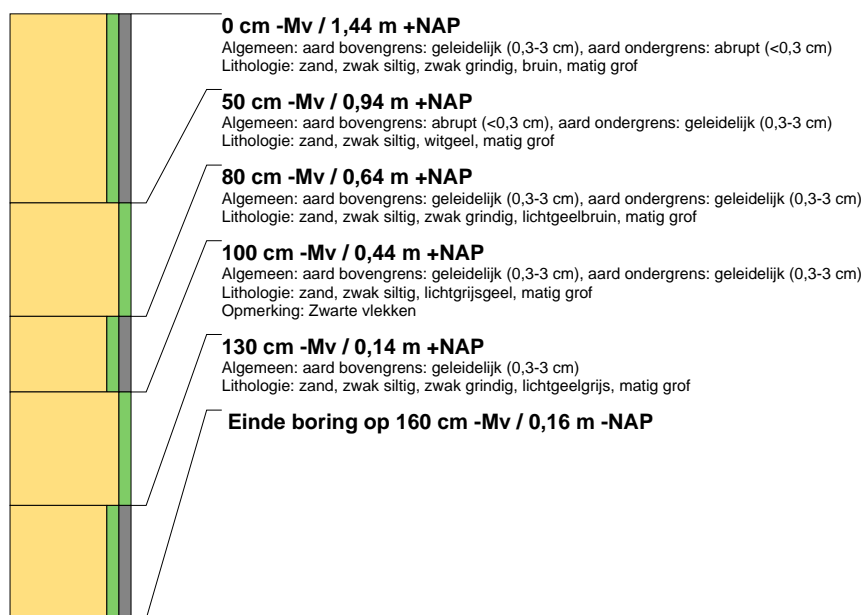 0 cm -Mv / 1,44 m +NAP
Algemeen: aard bovengrens: geleidelijk (0,3-3 cm), aard ondergrens: abrupt (<0,3 cm)
Lithologie: zand, zwak siltig, zwak grindig, bruin, matig grof
50 cm -Mv / 0,94 m +NAP
Algemeen: aard bovengrens: abrupt (<0,3 cm), aard ondergrens: geleidelijk (0,3-3 cm)
Lithologie: zand, zwak siltig, witgeel, matig grof
80 cm -Mv / 0,64 m +NAP
Algemeen: aard bovengrens: geleidelijk (0,3-3 cm), aard ondergrens: geleidelijk (0,3-3 cm)
Lithologie: zand, zwak siltig, zwak grindig, lichtgeelbruin, matig grof
100 cm -Mv / 0,44 m +NAP
Algemeen: aard bovengrens: geleidelijk (0,3-3 cm), aard ondergrens: geleidelijk (0,3-3 cm)
Lithologie: zand, zwak siltig, lichtgrijsgeel, matig grof
Opmerking: Zwarte vlekken
130 cm -Mv / 0,14 m +NAP
Algemeen: aard bovengrens: geleidelijk (0,3-3 cm)
Lithologie: zand, zwak siltig, zwak grindig, lichtgeelgrijs, matig grof
Einde boring op 160 cm -Mv / 0,16 m -NAP